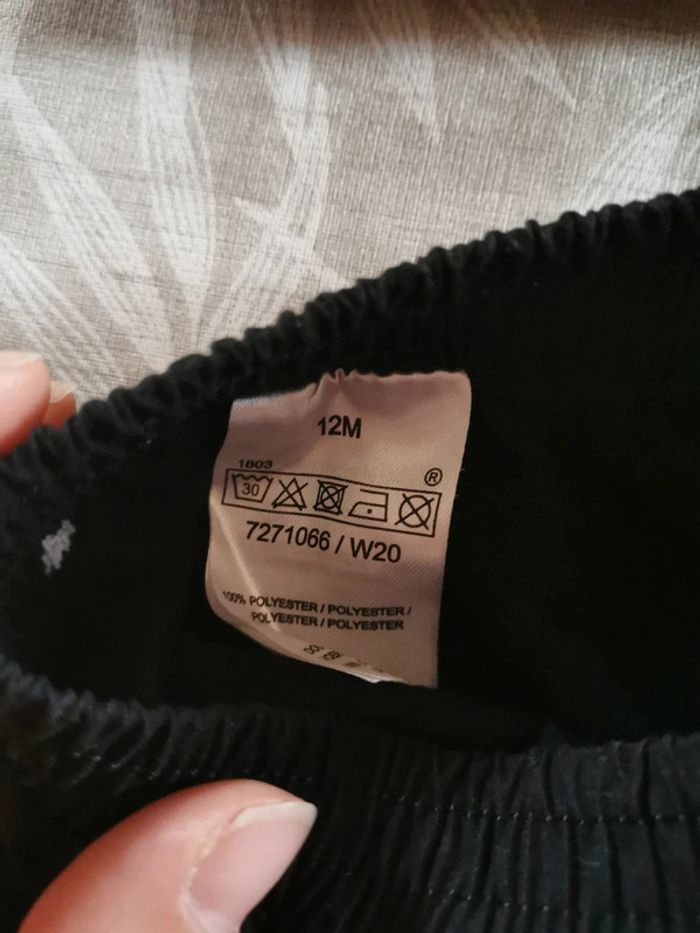 12M
1803
®
30
7271066 / W20
100% POLYESTER / POLYESTER /
POLYESTER / POLYESTER